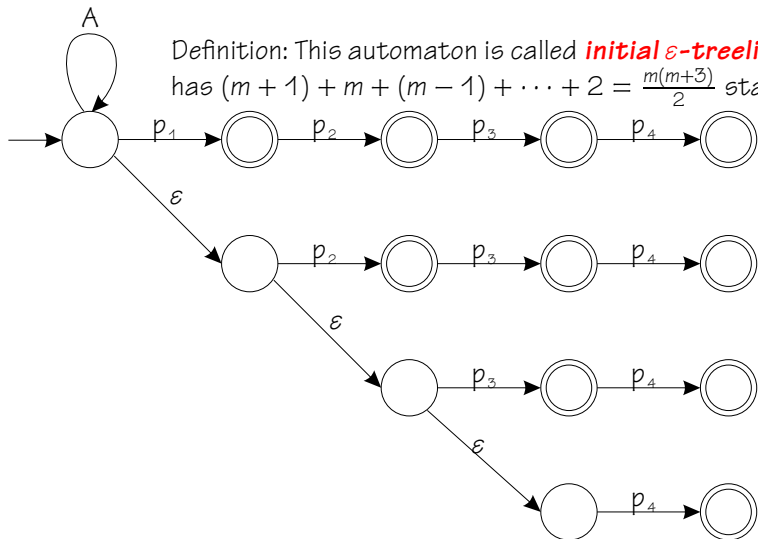 A
Definition: This automaton is called initial ε-treeli
has (m + 1) + m + (m − 1) + ⋯ + 2 = m(m+3)/2 sta
p₁ p₂ p₃ p₄
ε
p₂ p₃ p₄
ε
p₃ p₄
ε
p₄